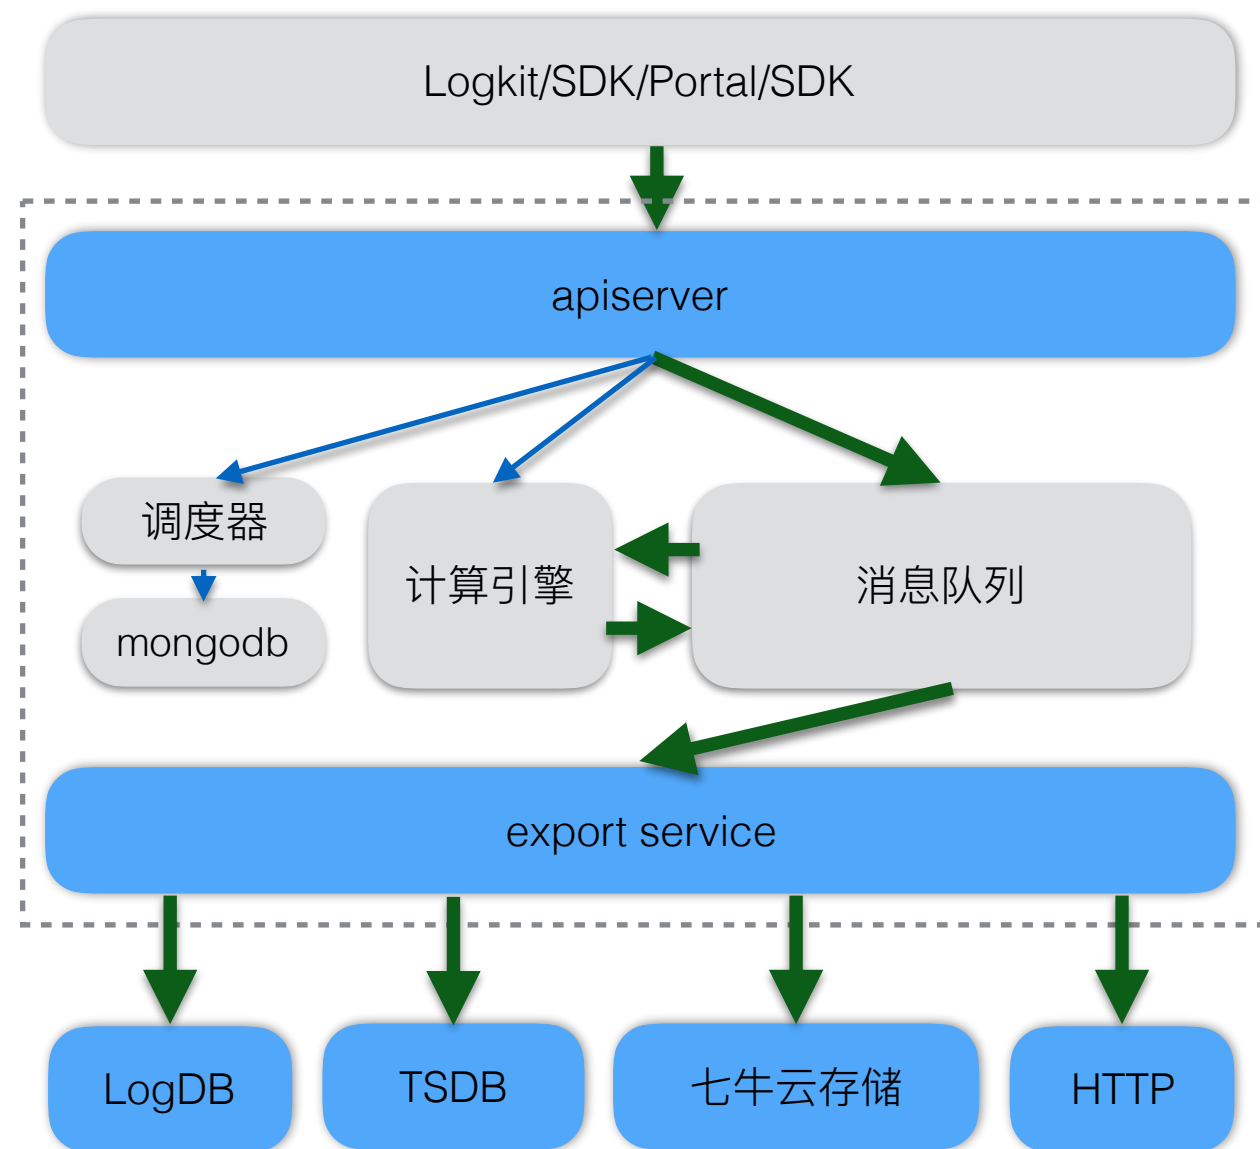 Logkit/SDK/Portal/SDK
apiserver
调度器
计算引擎
消息队列
mongodb
export service
LogDB
TSDB
七牛云存储
HTTP